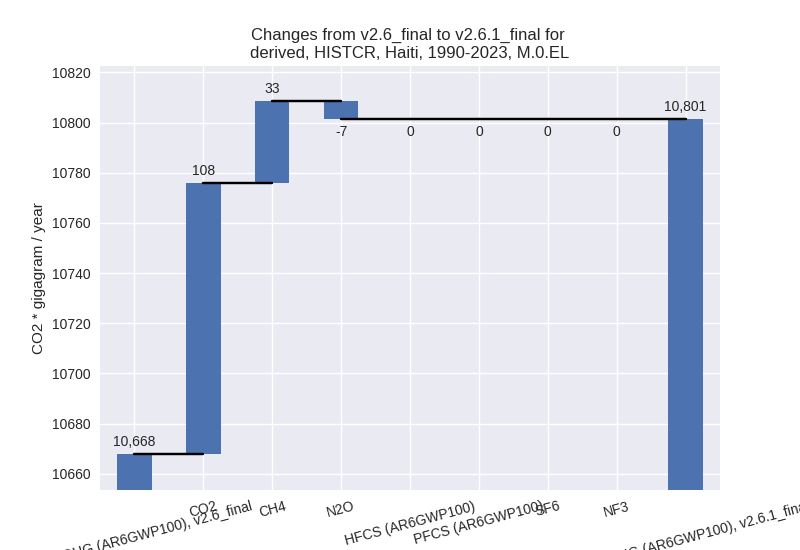 Changes from v2.6_final to v2.6.1_final for
derived, HISTCR, Haiti, 1990-2023, M.0.EL
CO2 * gigagram / year
10820
10800
10780
10760
10740
10720
10700
10680
10660
10,668
108
33
-7
0
0
0
0
10,801
(AR6GWP100), v2.6_final
CO2
CH4
N2O
HFCS (AR6GWP100)
PFCS (AR6GWP100)
SF6
NF3
(AR6GWP100), v2.6.1_fina